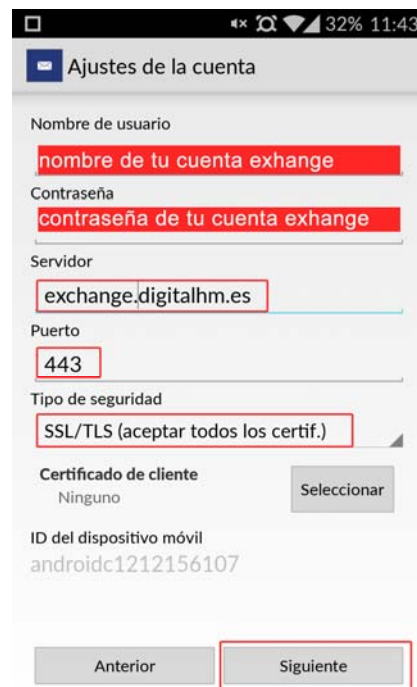 32% 11:43
Ajustes de la cuenta
Nombre de usuario
nombre de tu cuenta exhange
Contraseña
contraseña de tu cuenta exhange
Servidor
exchange.digitalhm.es
Puerto
443
Tipo de seguridad
SSL/TLS (aceptar todos los certif.)
Certificado de cliente
Ninguno
Seleccionar
ID del dispositivo móvil
androidc1212156107
Anterior
Siguiente